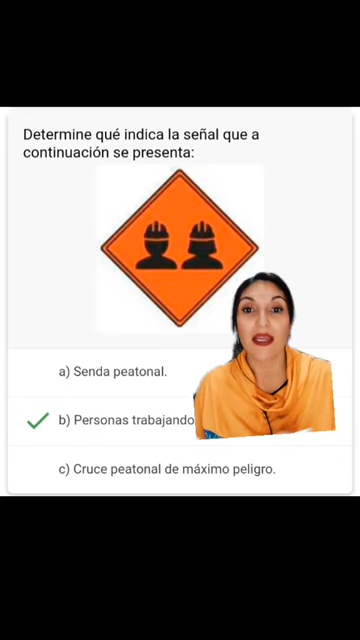 Determine qué indica la señal que a
continuación se presenta:
a) Senda peatonal.
b) Personas trabajando
c) Cruce peatonal de máximo peligro.